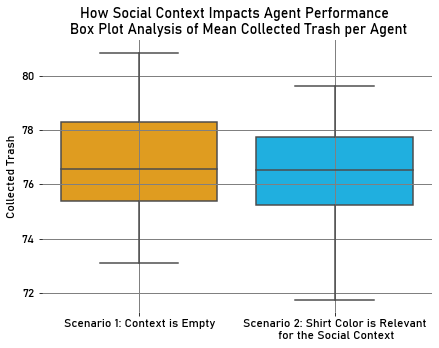 How Social Context Impacts Agent Performance
Box Plot Analysis of Mean Collected Trash per Agent
80
78
76
74
72
Collected Trash
Scenario 1: Context is Empty
Scenario 2: Shirt Color is Relevant
for the Social Context